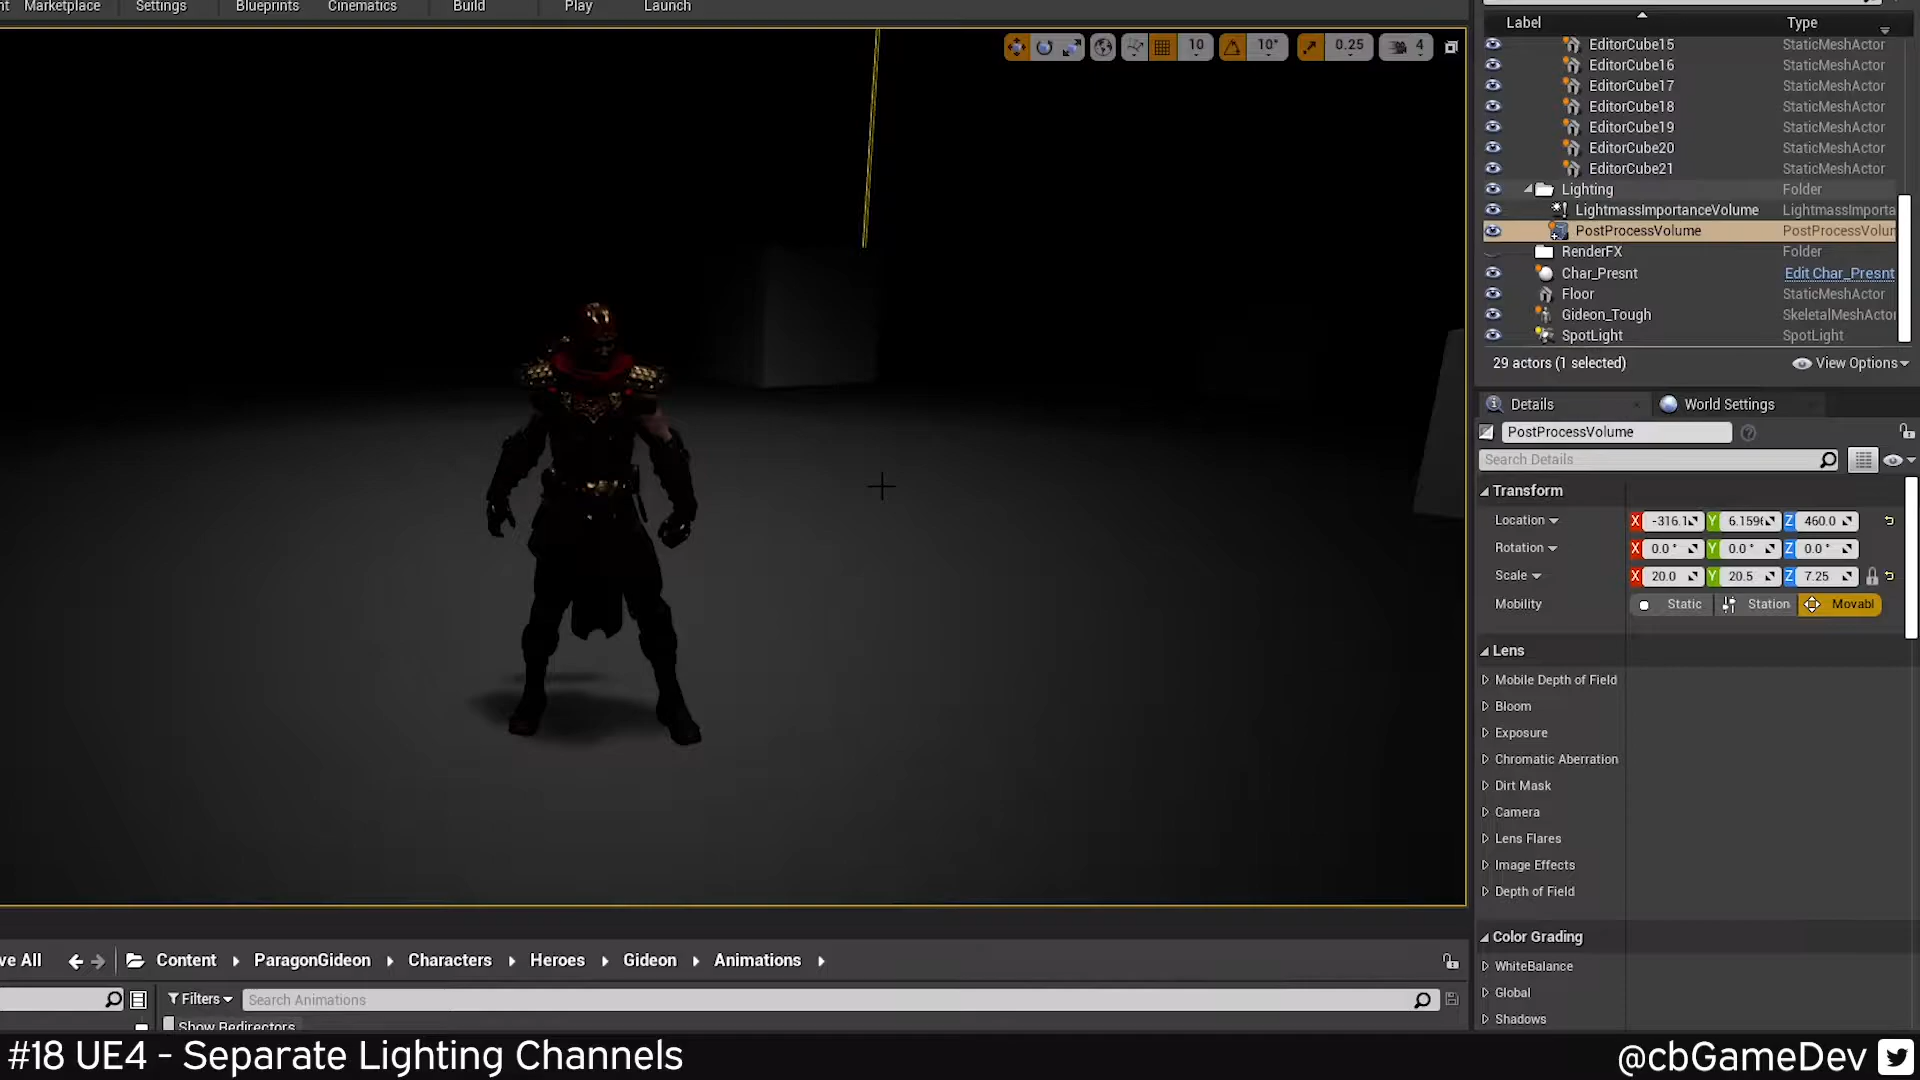 Marketplace Settings Blueprints Cinematics Build Play Launch
10 10° 0.25 4
Label Type
EditorCube15 StaticMeshActor
EditorCube16 StaticMeshActor
EditorCube17 StaticMeshActor
EditorCube18 StaticMeshActor
EditorCube19 StaticMeshActor
EditorCube20 StaticMeshActor
EditorCube21 StaticMeshActor
Lighting Folder
LightmassImportanceVolume LightmassImporta
PostProcessVolume PostProcessVolun
RenderFX Folder
Char_Presnt Edit Char_Presnt
Floor StaticMeshActor
Gideon_Tough SkeletalMeshActo
SpotLight SpotLight
29 actors (1 selected) View Options
Details World Settings
PostProcessVolume
Search Details
Transform
Location X -316.1 Y 6.159 Z 460.0
Rotation X 0.0 ° Y 0.0 ° Z 0.0 °
Scale X 20.0 Y 20.5 Z 7.25
Mobility Static Station Movabl
Lens
Mobile Depth of Field
Bloom
Exposure
Chromatic Aberration
Dirt Mask
Camera
Lens Flares
Image Effects
Depth of Field
Color Grading
WhiteBalance
Global
Shadows
ve All Content ParagonGideon Characters Heroes Gideon Animations
Filters Search Animations
Show Redirectors
#18 UE4 - Separate Lighting Channels
@cbGameDev